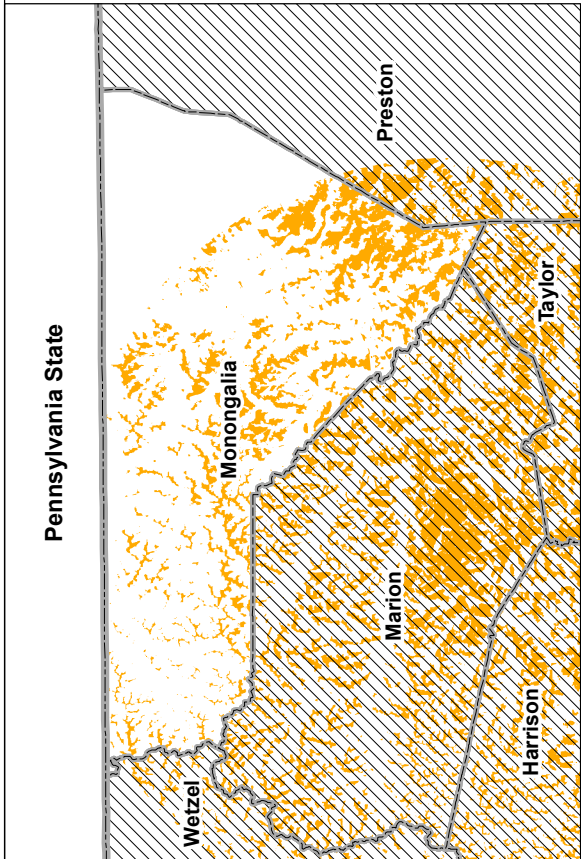 Pennsylvania State
Preston
Monongalia
Taylor
Marion
Wetzel
Harrison